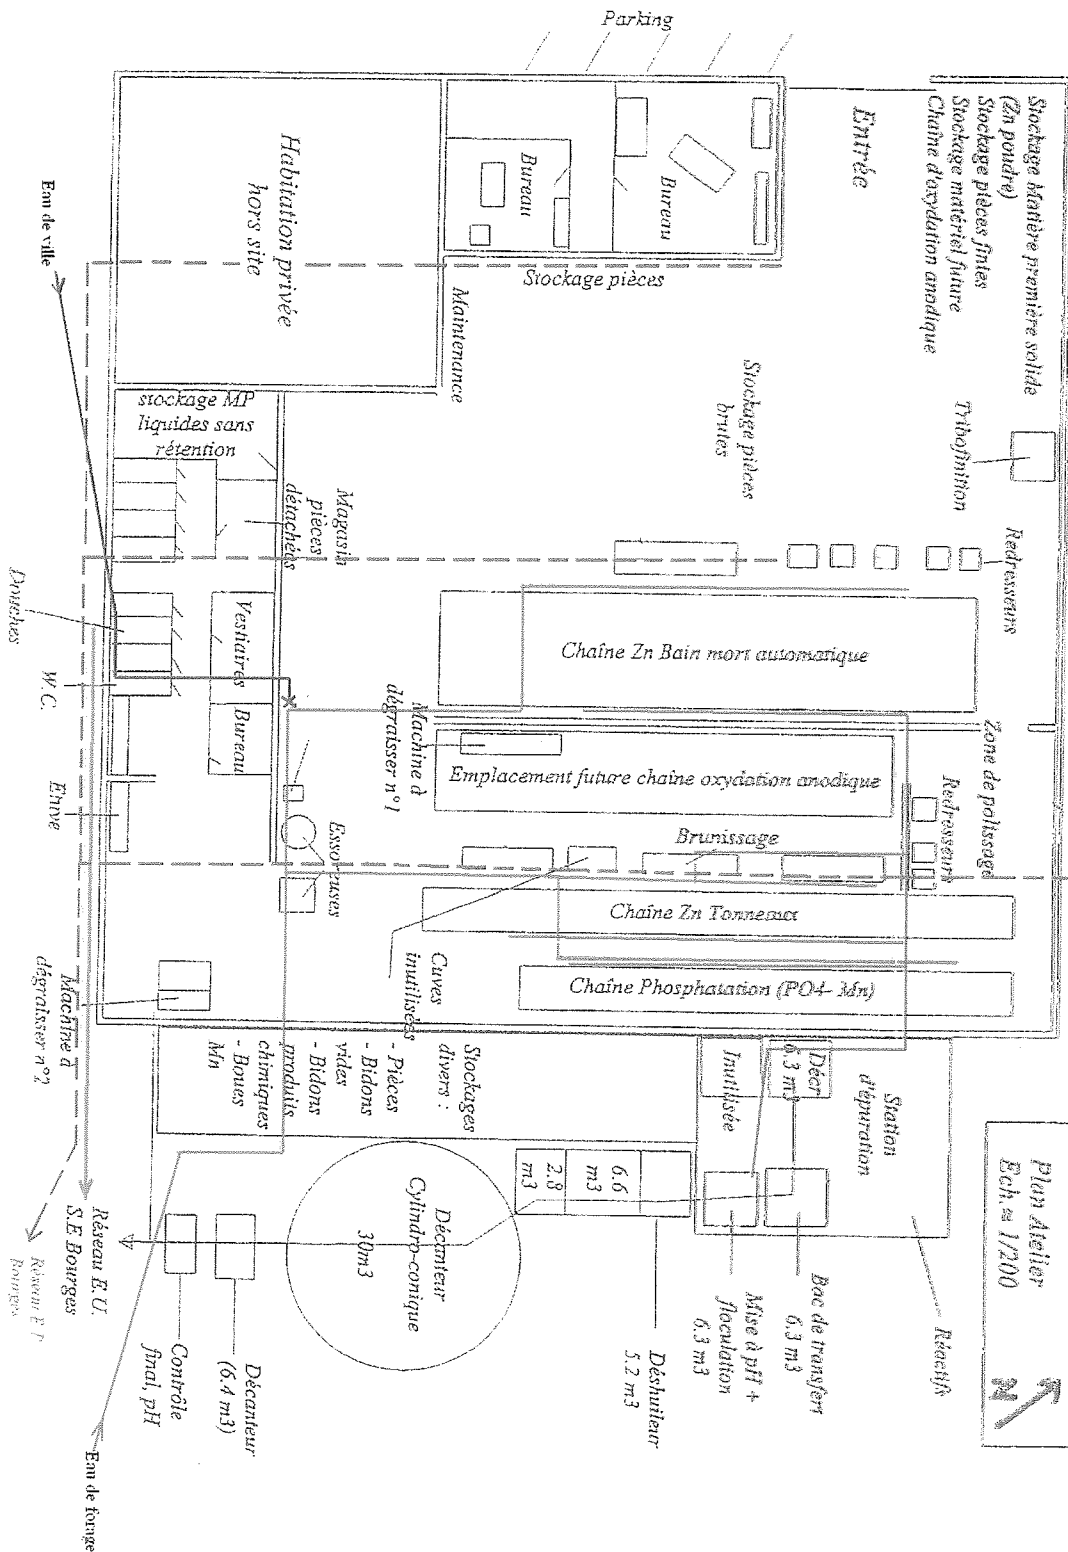 Parking
Stockage Matière première solide
(Zn poudre)
Stockage pièces finies
Stockage matériel future
Chaîne d'oxydation anodique
Entrée
Bureau
Bureau
Habitation privée
hors site
Eau de ville
Stockage pièces
Maintenance
stockage MP
liquides sans
rétention
Stockage pièces
brutes
Tribofinition
Magasin
pièces
détachées
Redresseurs
Douches
W.C.
Vestiaires
Bureau
Chaîne Zn Bain mort automatique
Machine à
dégraisser n°1
Emplacement future chaîne oxydation anodique
Zone de polissage
Redresseurs
Brunissage
Etuve
Essoreuses
Chaîne Zn Tonneaux
Cuves
inutilisées
Chaîne Phosphatation (PO4- Mn)
Machine à
dégraisser n°2
Stockages
divers :
- Pièces
- Bidons
vides
- Bidons
produits
chimiques
- Boues
Mn
Inutilisée
Décr
6.3 m3
Station
d'épuration
Plan Atelier
Ech.≈ 1/200
N
6.6
m3
2.8
m3
Décanteur
Cylindro-conique
30m3
Réactifs
Bac de transfert
6.3 m3
Mise à pH +
floculation
6.3 m3
Déshuileur
5.2 m3
Décanteur
(6.4 m3)
Contrôle
final, pH
Réseau E.U.
S.E Bourges
Réseau E.P
Bourges
Eau de forage